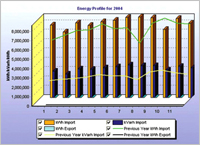 Energy Profile for 2004
9,000,000
8,000,000
7,000,000
6,000,000
5,000,000
4,000,000
3,000,000
2,000,000
1,000,000
0
1 2 3 4 5 6 7 8 9 10 11
kWh Import
kVarh Import
kWh Export
Previous Year kWh Import
Previous Year kVarh Import
Previous Year kWh Export